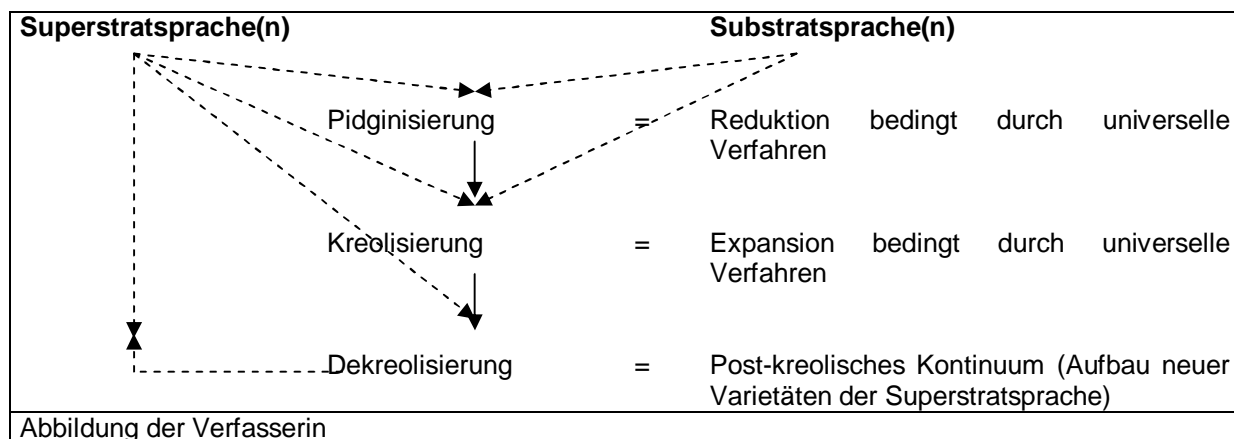 Superstratsprache(n) Substratsprache(n)
Pidginisierung = Reduktion bedingt durch universelle
Verfahren
Kreolisierung = Expansion bedingt durch universelle
Verfahren
Dekreolisierung = Post-kreolisches Kontinuum (Aufbau neuer
Varietäten der Superstratsprache)
Abbildung der Verfasserin